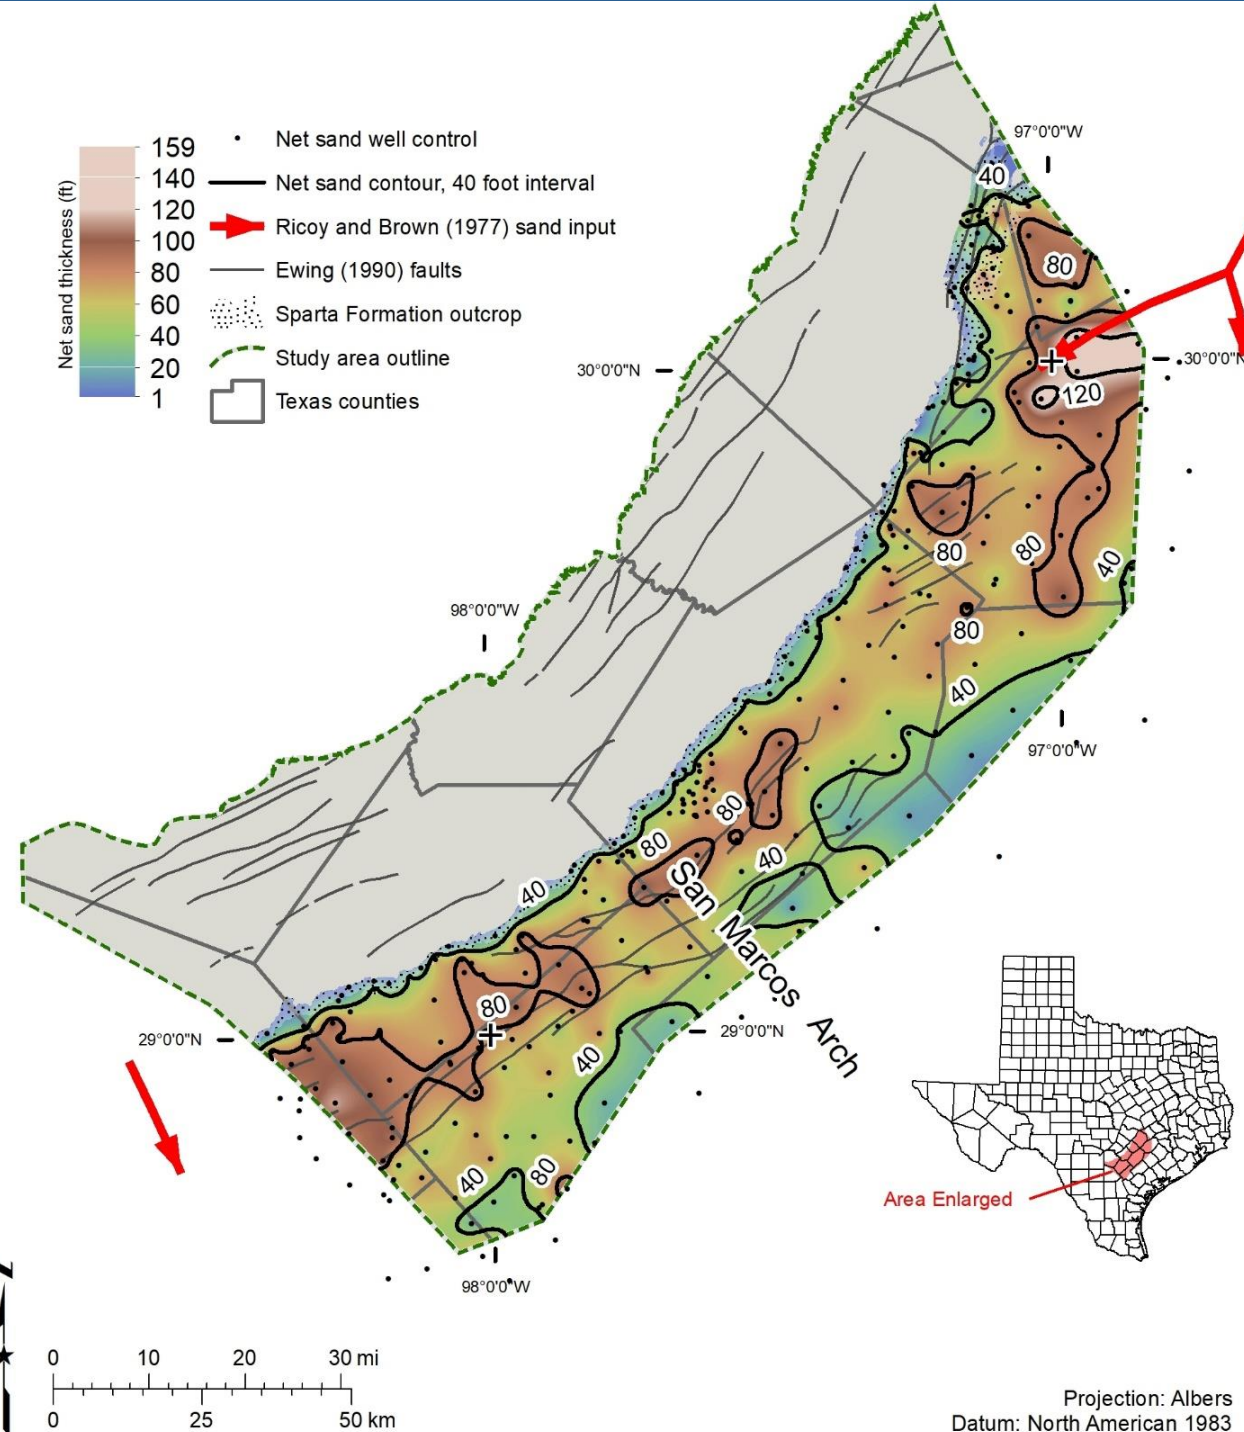 Net sand thickness (ft)
159
140
120
100
80
60
40
20
1
Net sand well control
Net sand contour, 40 foot interval
Ricoy and Brown (1977) sand input
Ewing (1990) faults
Sparta Formation outcrop
Study area outline
Texas counties
97°0'0"W
40
80
30°0'0"N
30°0'0"N
120
80
80
40
98°0'0"W
80
40
97°0'0"W
80
80
40
40
San Marcos Arch
80
29°0'0"N
29°0'0"N
40
40
80
98°0'0"W
Area Enlarged
0 10 20 30 mi
0 25 50 km
Projection: Albers
Datum: North American 1983